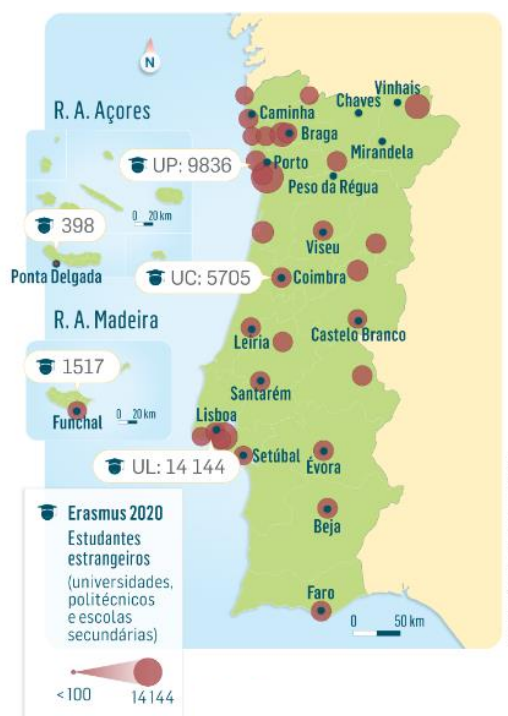 N
R. A. Açores
Vinhais
Chaves
Caminha
Braga
Mirandela
UP: 9836
Porto
Peso da Régua
0 20 km
398
Viseu
Ponta Delgada
UC: 5705
Coimbra
R. A. Madeira
Leiria
Castelo Branco
1517
Santarém
Funchal
0 20 km
Lisboa
Setúbal
Évora
UL: 14 144
Beja
Erasmus 2020
Estudantes
estrangeiros
(universidades,
politécnicos
e escolas
secundárias)
Faro
0 50 km
<100
14144